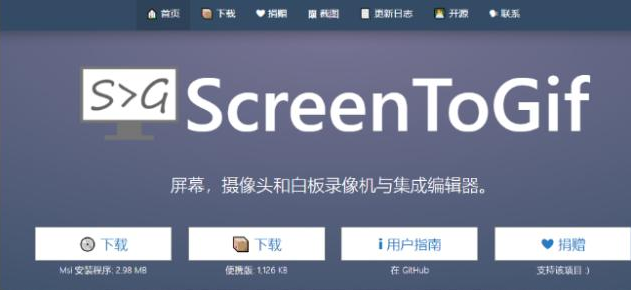 首页 下载 捐赠 截图 更新日志 开源 联系
S>G ScreenToGif
屏幕，摄像头和白板录像机与集成编辑器。
下载 下载 用户指南 捐赠
Msi 安装程序: 2.98 MB 便携版: 1,126 KB 在 GitHub 支持该项目 :)